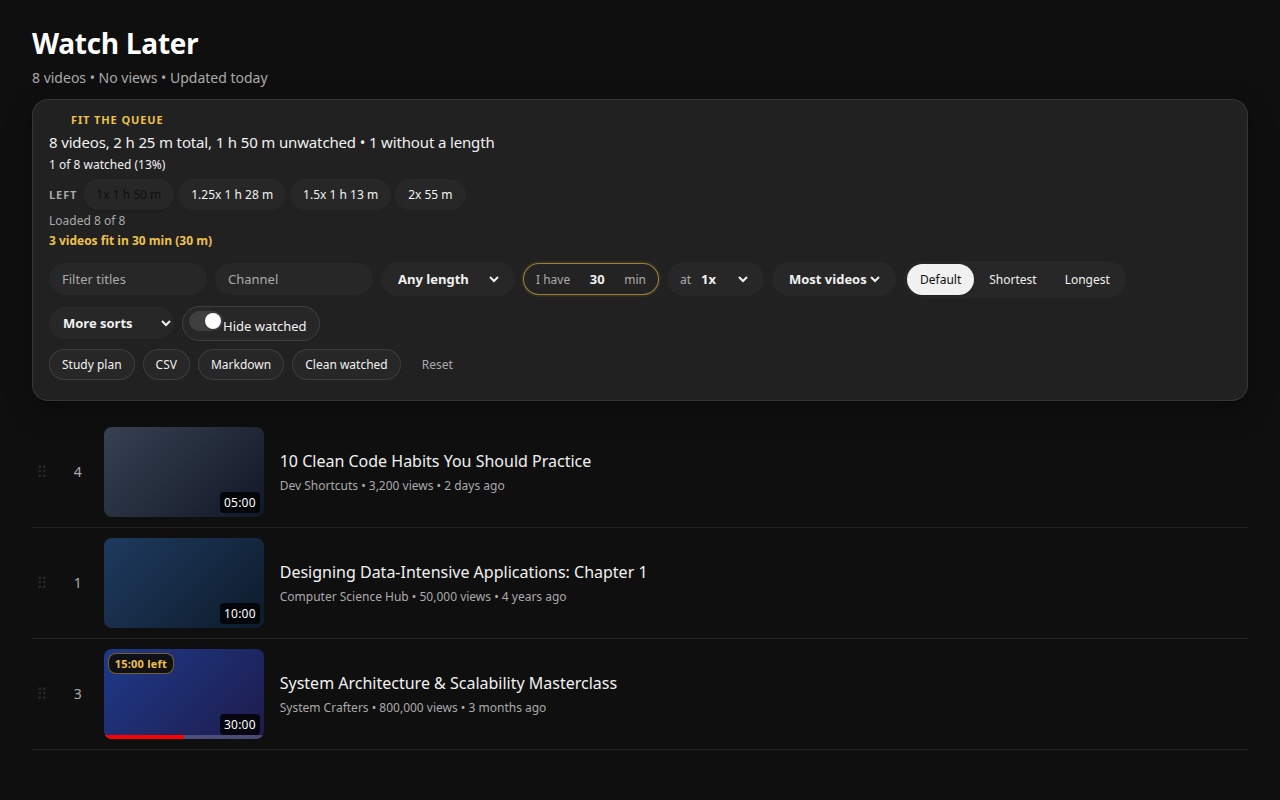 Watch Later
8 videos • No views • Updated today
FIT THE QUEUE
8 videos, 2 h 25 m total, 1 h 50 m unwatched • 1 without a length
1 of 8 watched (13%)
LEFT 1x 1 h 50 m 1.25x 1 h 28 m 1.5x 1 h 13 m 2x 55 m
Loaded 8 of 8
3 videos fit in 30 min (30 m)
Filter titles Channel Any length I have 30 min at 1x Most videos Default Shortest Longest
More sorts Hide watched
Study plan CSV Markdown Clean watched Reset
4
05:00
10 Clean Code Habits You Should Practice
Dev Shortcuts • 3,200 views • 2 days ago
1
10:00
Designing Data-Intensive Applications: Chapter 1
Computer Science Hub • 50,000 views • 4 years ago
3
15:00 left
30:00
System Architecture & Scalability Masterclass
System Crafters • 800,000 views • 3 months ago